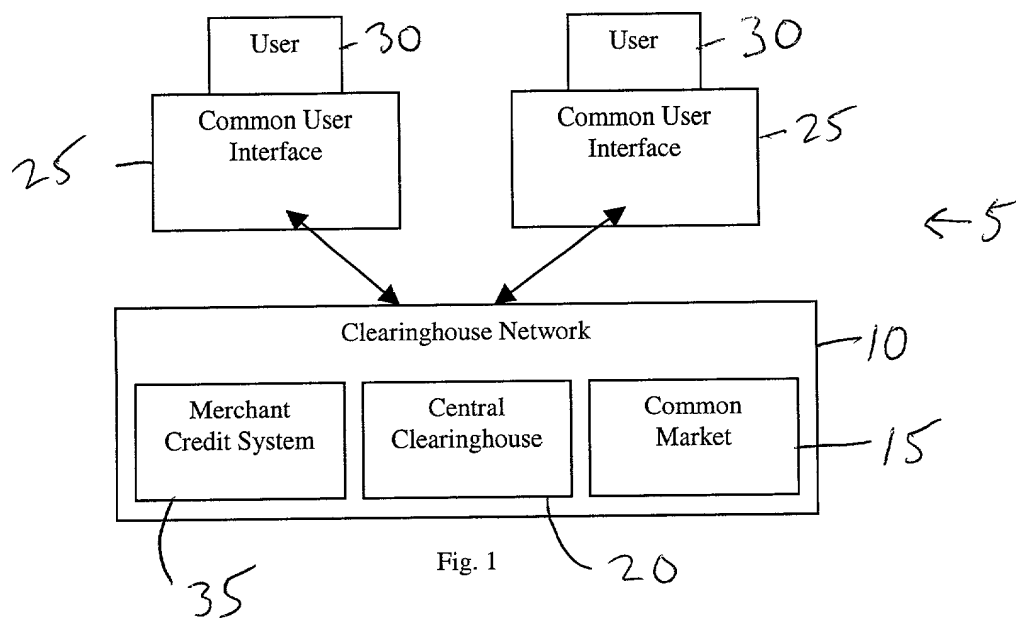 User
30
User
30
Common User
Interface
25
Common User
Interface
25
5
Clearinghouse Network
10
Merchant
Credit System
Central
Clearinghouse
Common
Market
15
Fig. 1
20
35